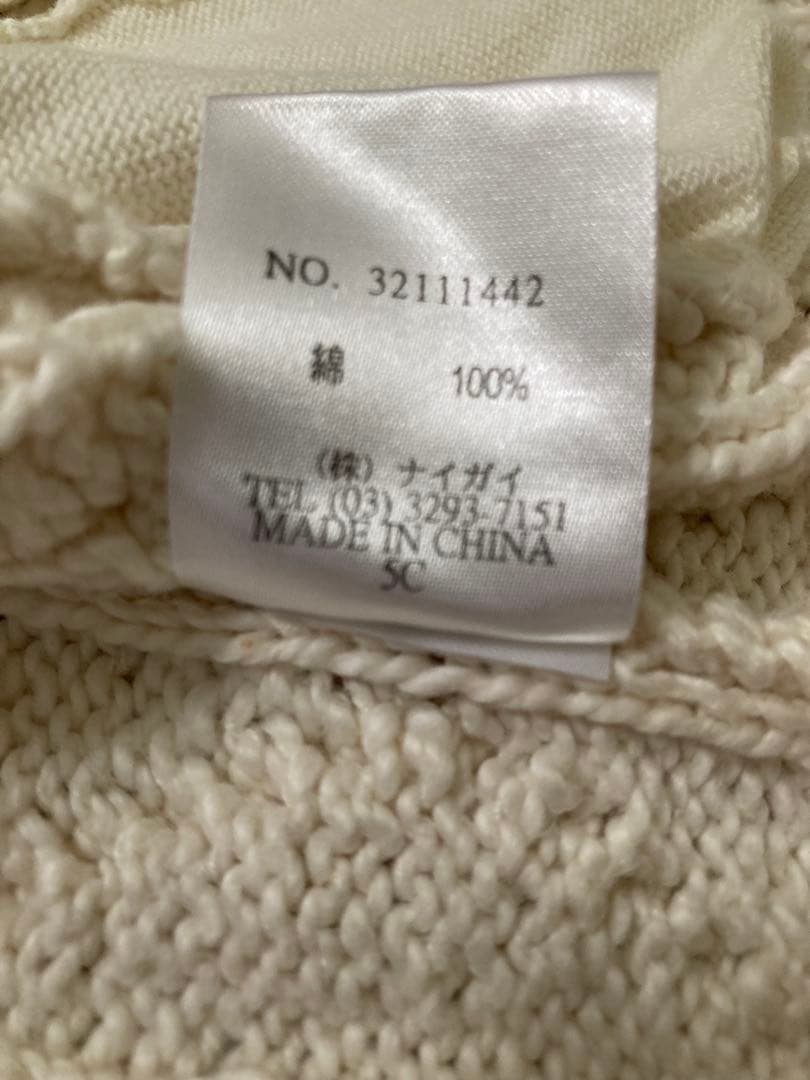 NO. 32111442
綿 100%
(株) ナイガイ
TEL (03) 3293-7151
MADE IN CHINA
5C